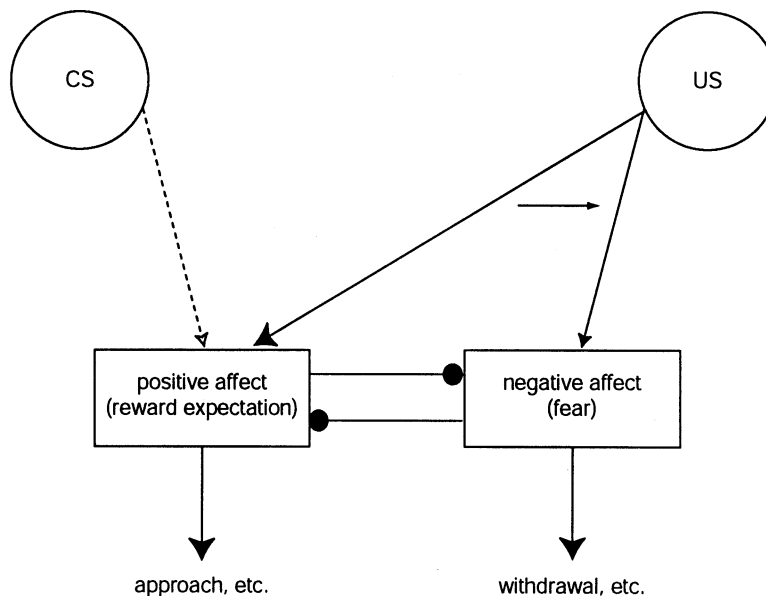 CS
US
positive affect
(reward expectation)
negative affect
(fear)
approach, etc.
withdrawal, etc.